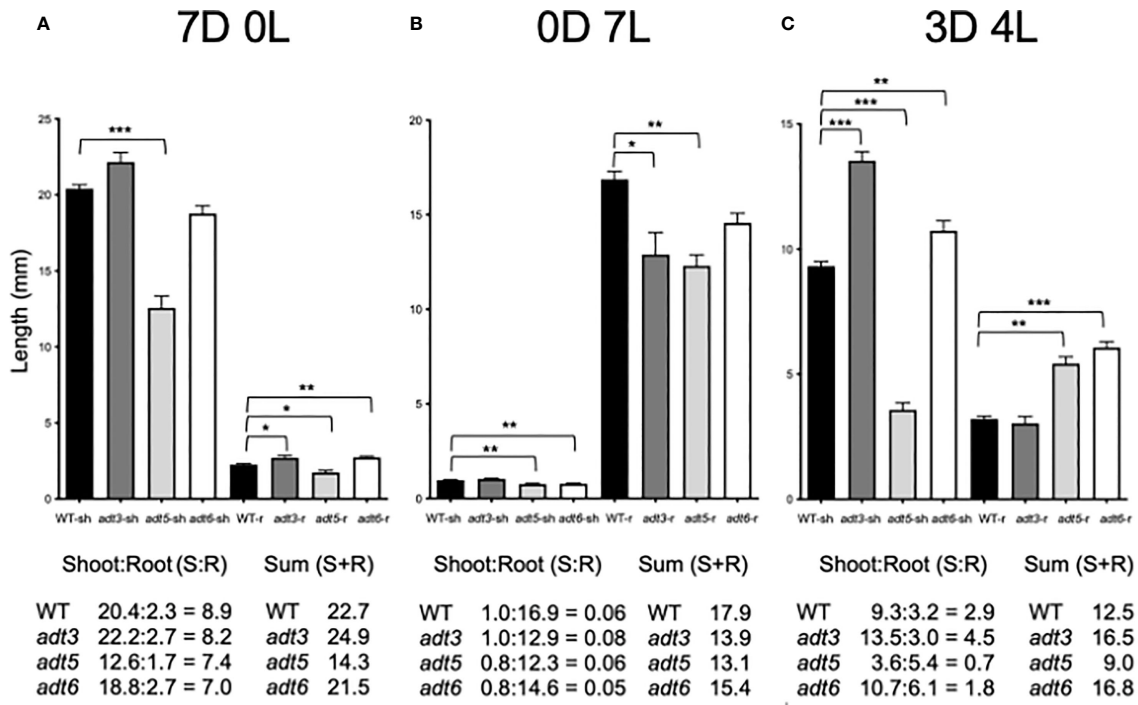 A 7D 0L B 0D 7L C 3D 4L
Length (mm)
25
20
15
10
5
0
***
*
*
**
WT-sh adt3-sh adt5-sh adt6-sh WT-r adt3-r adt5-r adt6-r
20
15
10
5
0
**
**
*
**
WT-sh adt3-sh adt5-sh adt6-sh WT-r adt3-r adt5-r adt6-r
15
10
5
0
**
***
***
***
**
WT-sh adt3-sh adt5-sh adt6-sh WT-r adt3-r adt5-r adt6-r
Shoot:Root (S:R) Sum (S+R)
WT 20.4:2.3 = 8.9 WT 22.7
adt3 22.2:2.7 = 8.2 adt3 24.9
adt5 12.6:1.7 = 7.4 adt5 14.3
adt6 18.8:2.7 = 7.0 adt6 21.5
Shoot:Root (S:R) Sum (S+R)
WT 1.0:16.9 = 0.06 WT 17.9
adt3 1.0:12.9 = 0.08 adt3 13.9
adt5 0.8:12.3 = 0.06 adt5 13.1
adt6 0.8:14.6 = 0.05 adt6 15.4
Shoot:Root (S:R) Sum (S+R)
WT 9.3:3.2 = 2.9 WT 12.5
adt3 13.5:3.0 = 4.5 adt3 16.5
adt5 3.6:5.4 = 0.7 adt5 9.0
adt6 10.7:6.1 = 1.8 adt6 16.8